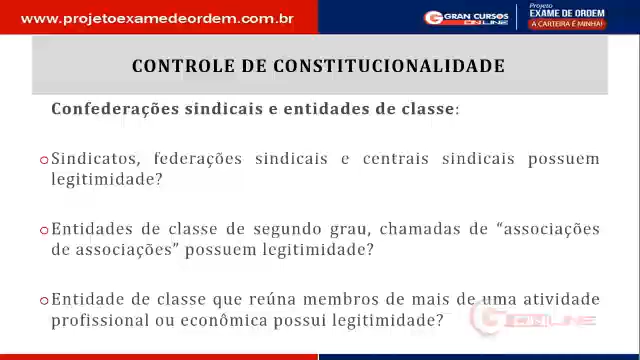 www.projetoexamedeordem.com.br
GRAN CURSOS
ONLINE
Projeto
EXAME DE ORDEM
A CARTEIRA É MINHA!
CONTROLE DE CONSTITUCIONALIDADE
Confederações sindicais e entidades de classe:
Sindicatos, federações sindicais e centrais sindicais possuem
legitimidade?
Entidades de classe de segundo grau, chamadas de “associações
de associações” possuem legitimidade?
Entidade de classe que reúna membros de mais de uma atividade
profissional ou econômica possui legitimidade?
G ONLINE